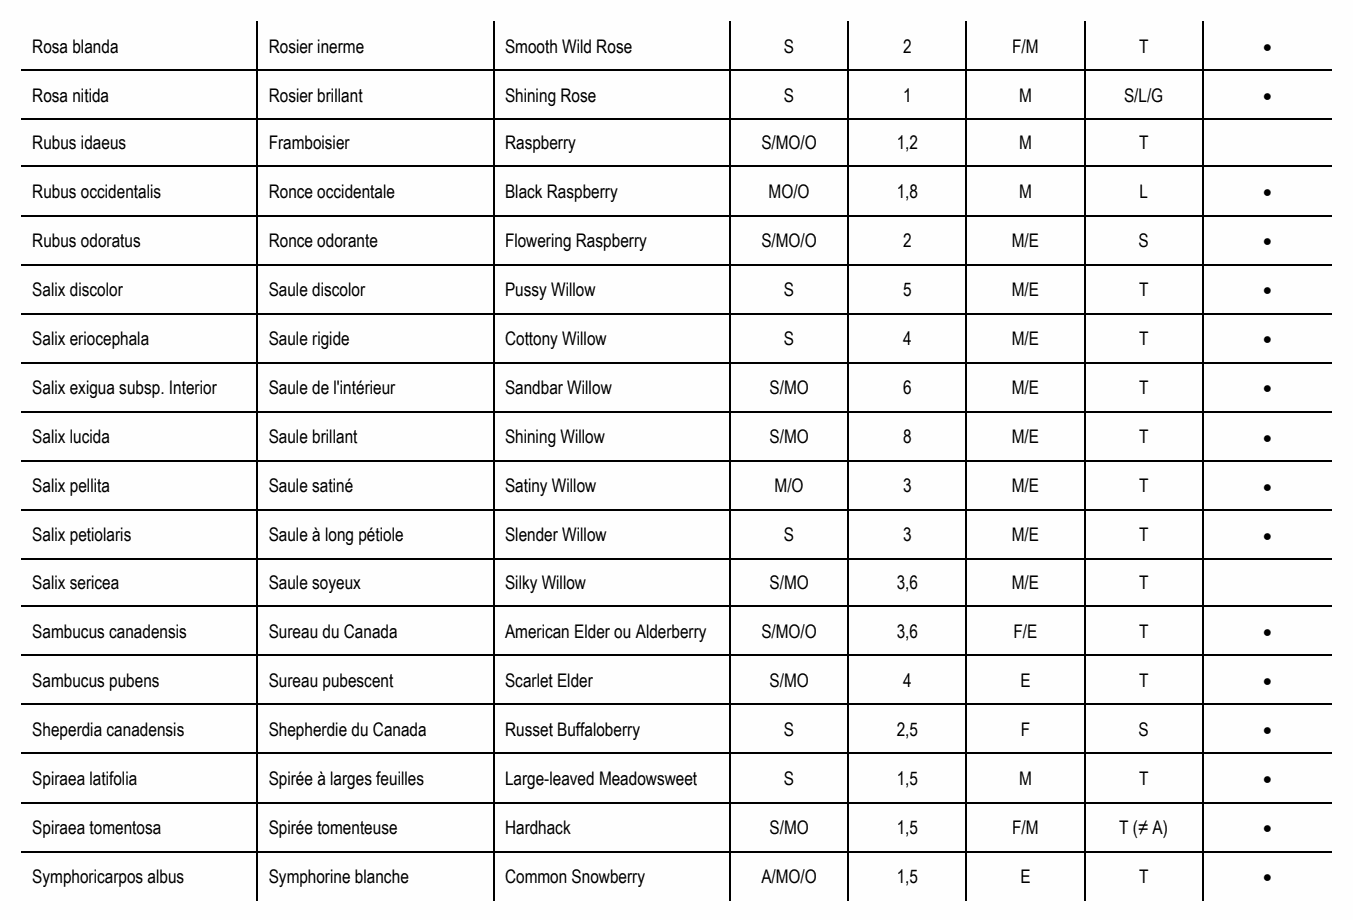 Rosa blanda Rosier inerme Smooth Wild Rose S 2 F/M T •
Rosa nitida Rosier brillant Shining Rose S 1 M S/L/G •
Rubus idaeus Framboisier Raspberry S/MO/O 1,2 M T
Rubus occidentalis Ronce occidentale Black Raspberry MO/O 1,8 M L •
Rubus odoratus Ronce odorante Flowering Raspberry S/MO/O 2 M/E S •
Salix discolor Saule discolor Pussy Willow S 5 M/E T •
Salix eriocephala Saule rigide Cottony Willow S 4 M/E T •
Salix exigua subsp. Interior Saule de l'intérieur Sandbar Willow S/MO 6 M/E T •
Salix lucida Saule brillant Shining Willow S/MO 8 M/E T •
Salix pellita Saule satiné Satiny Willow M/O 3 M/E T •
Salix petiolaris Saule à long pétiole Slender Willow S 3 M/E T •
Salix sericea Saule soyeux Silky Willow S/MO 3,6 M/E T
Sambucus canadensis Sureau du Canada American Elder ou Alderberry S/MO/O 3,6 F/E T •
Sambucus pubens Sureau pubescent Scarlet Elder S/MO 4 E T •
Sheperdia canadensis Shepherdie du Canada Russet Buffaloberry S 2,5 F S •
Spiraea latifolia Spirée à larges feuilles Large-leaved Meadowsweet S 1,5 M T •
Spiraea tomentosa Spirée tomenteuse Hardhack S/MO 1,5 F/M T (≠ A) •
Symphoricarpos albus Symphorine blanche Common Snowberry A/MO/O 1,5 E T •